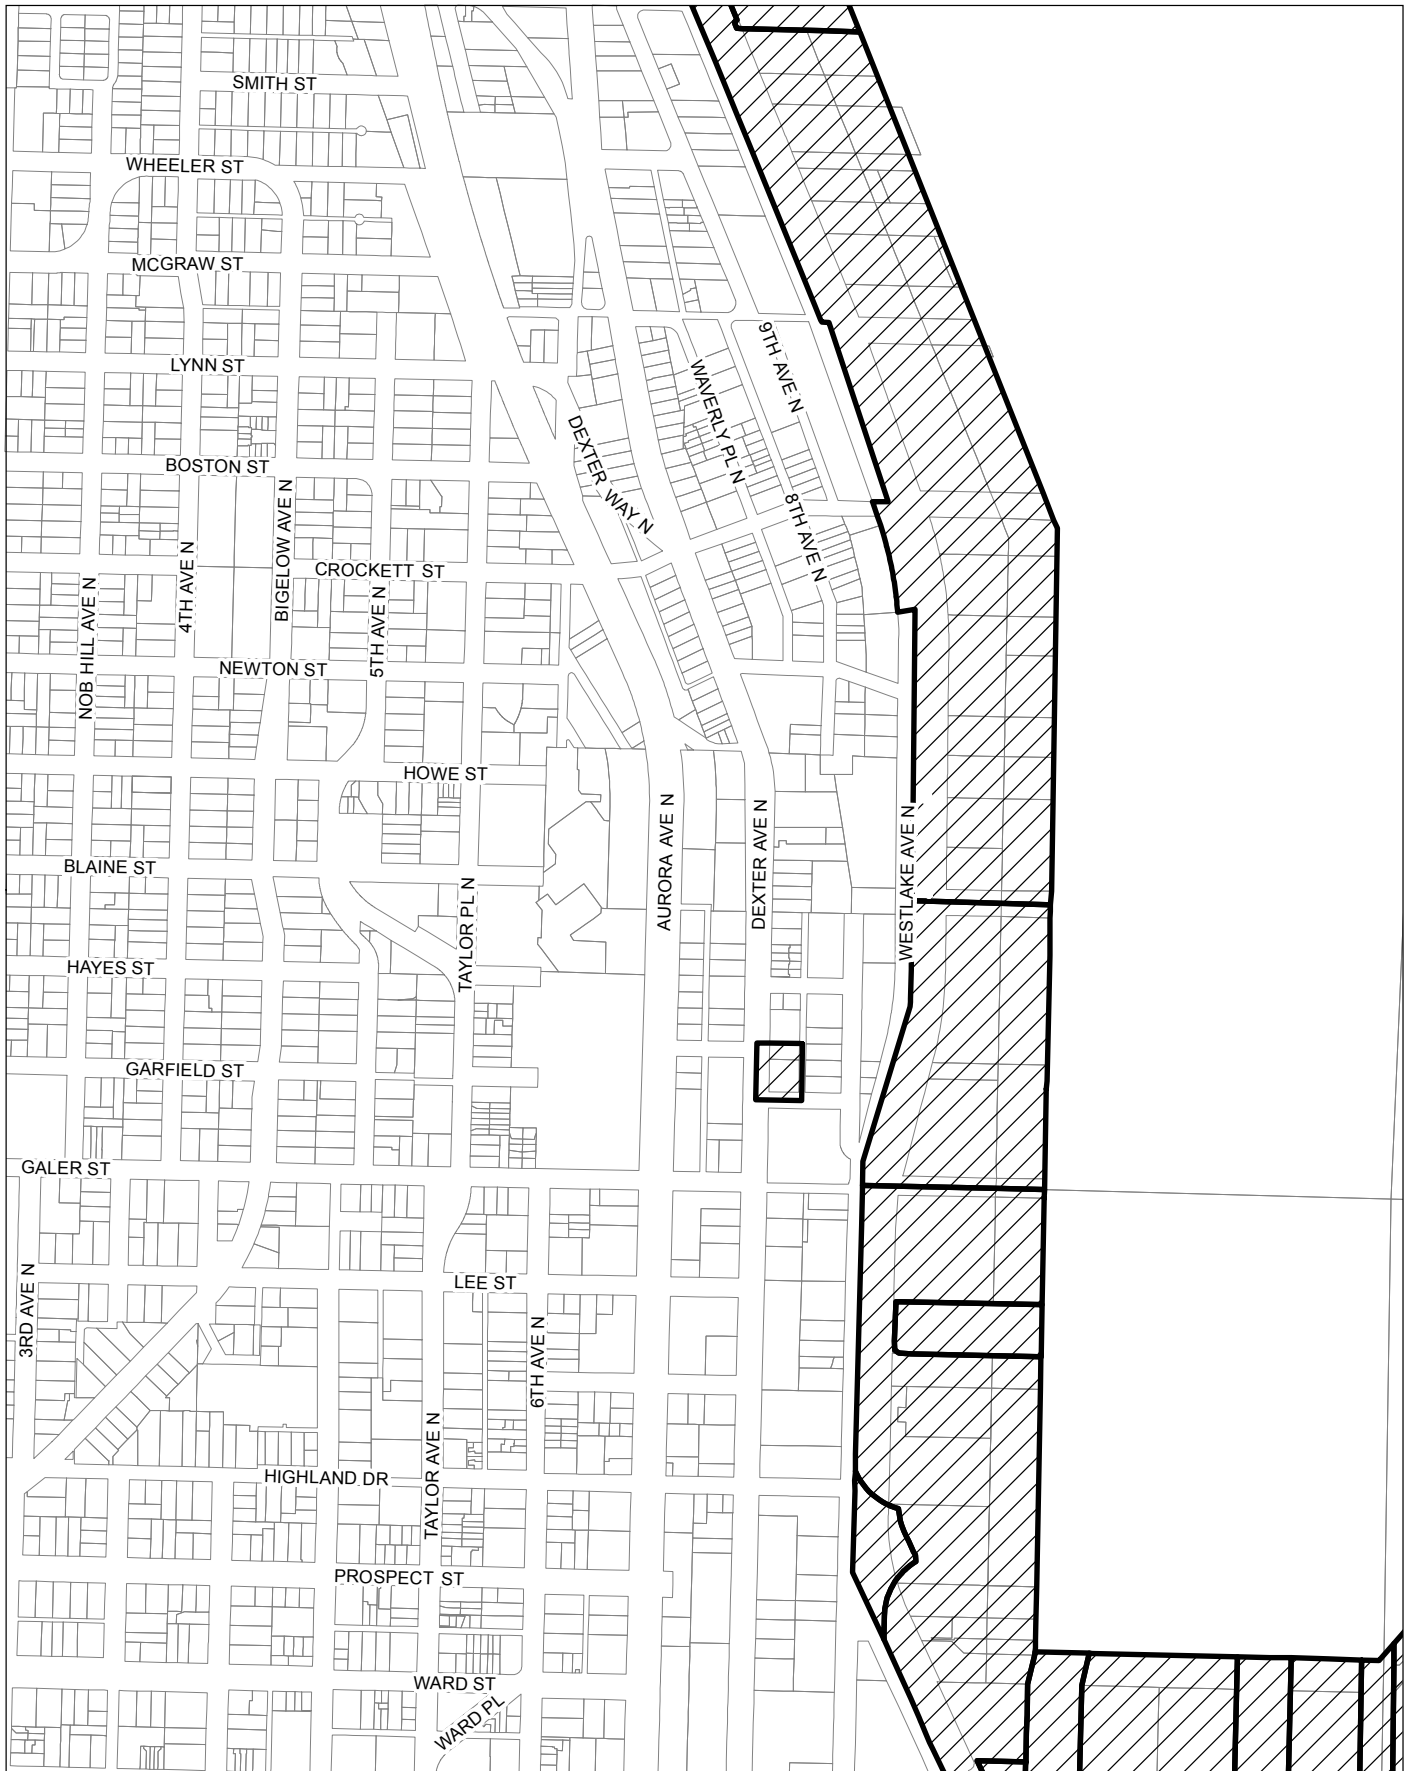 SMITH ST
WHEELER ST
MCGRAW ST
9TH AVE N
LYNN ST
WAVERLY PL N
DEXTER WAY N
BOSTON ST
BIGELOW AVE N
8TH AVE N
4TH AVE N
CROCKETT ST
NOB HILL AVE N
5TH AVE N
NEWTON ST
HOWE ST
AURORA AVE N
DEXTER AVE N
WESTLAKE AVE N
BLAINE ST
TAYLOR PL N
HAYES ST
GARFIELD ST
GALER ST
3RD AVE N
LEE ST
6TH AVE N
TAYLOR AVE N
HIGHLAND DR
PROSPECT ST
WARD ST
WARD PL